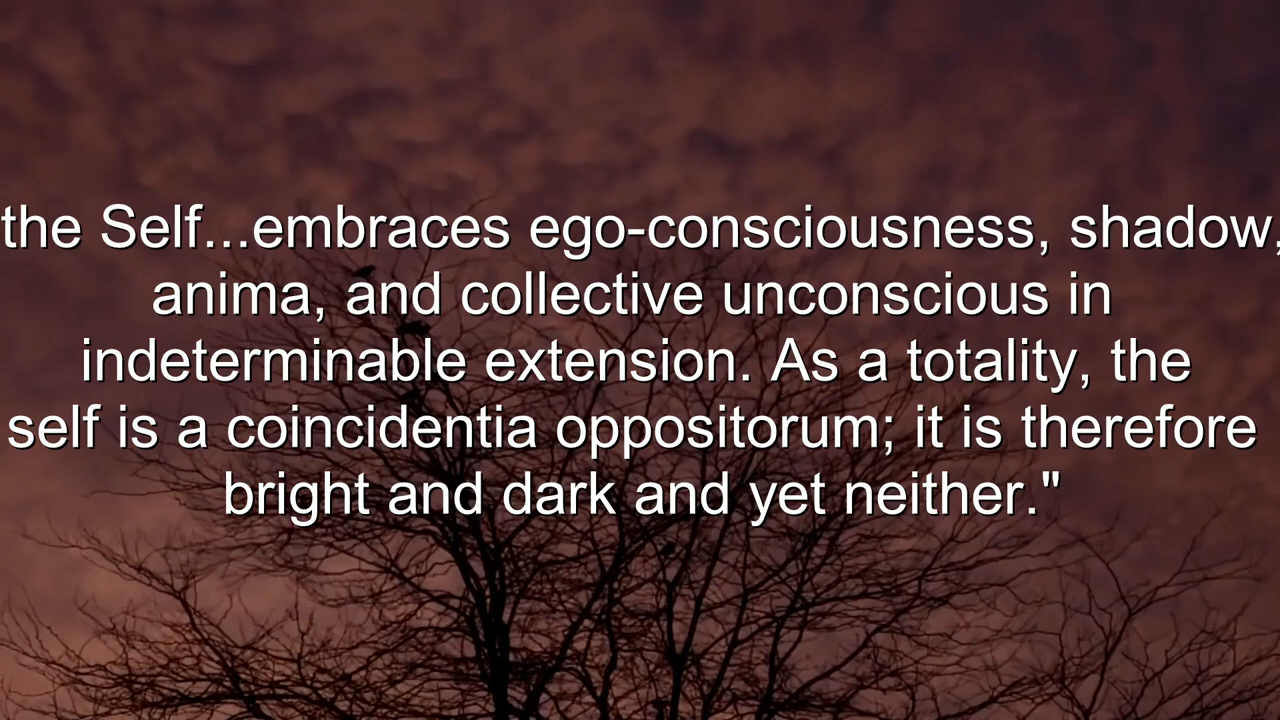 the Self...embraces ego-consciousness, shadow,
anima, and collective unconscious in
indeterminable extension. As a totality, the
self is a coincidentia oppositorum; it is therefore
bright and dark and yet neither."